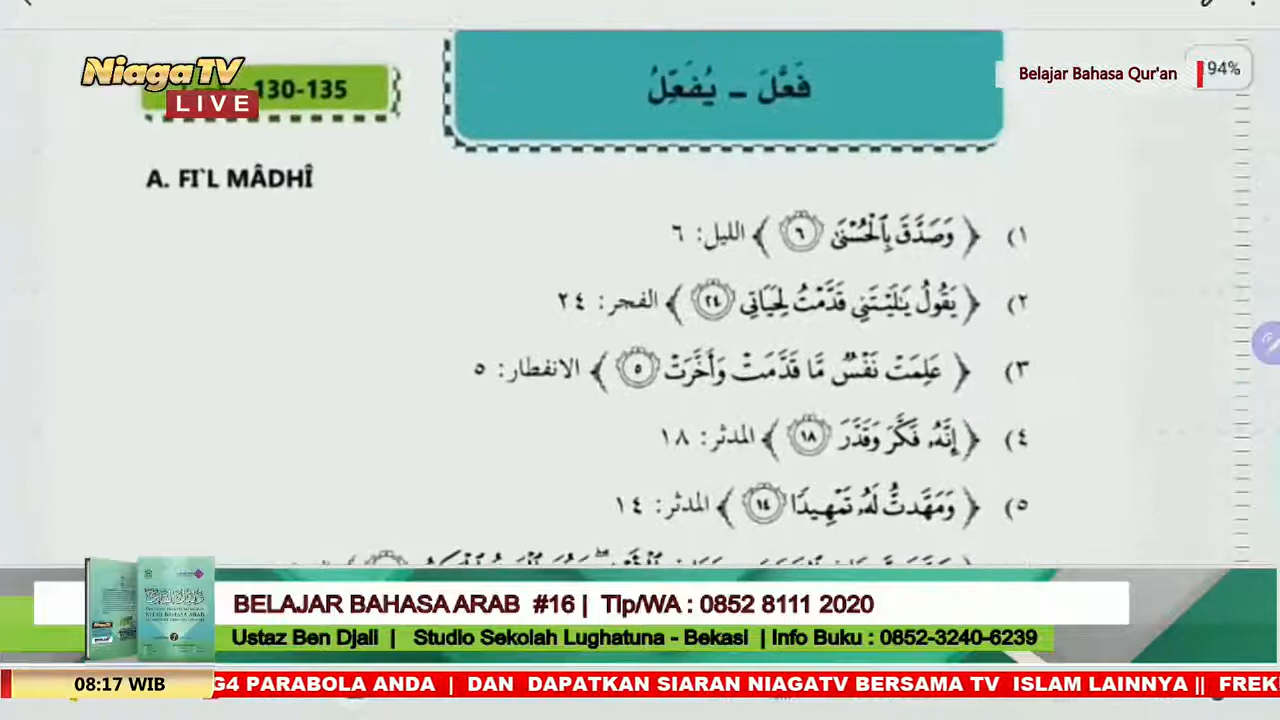 NiagaTV
LIVE
130-135
فَعَّلَ – يُفَعِّلُ
Belajar Bahasa Qur'an
94%
A. FI`L MÂDHÎ
١) ﴿ وَصَدَّقَ بِٱلْحُسْنَىٰ ٦ ﴾ الليل: ٦
٢) ﴿ يَقُولُ يَـٰلَيْتَنِى قَدَّمْتُ لِحَيَاتِى ٢٤ ﴾ الفجر: ٢٤
٣) ﴿ عَلِمَتْ نَفْسٌ مَّا قَدَّمَتْ وَأَخَّرَتْ ٥ ﴾ الانفطار: ٥
٤) ﴿ إِنَّهُۥ فَكَّرَ وَقَدَّرَ ١٨ ﴾ المدثر: ١٨
٥) ﴿ وَمَهَّدتُّ لَهُۥ تَمْهِيدًا ١٤ ﴾ المدثر: ١٤
BELAJAR BAHASA ARAB #16 | Tlp/WA : 0852 8111 2020
Ustaz Ben Djali | Studio Sekolah Lughatuna - Bekasi | Info Buku : 0852-3240-6239
08:17 WIB
G4 PARABOLA ANDA | DAN DAPATKAN SIARAN NIAGATV BERSAMA TV ISLAM LAINNYA || FREK